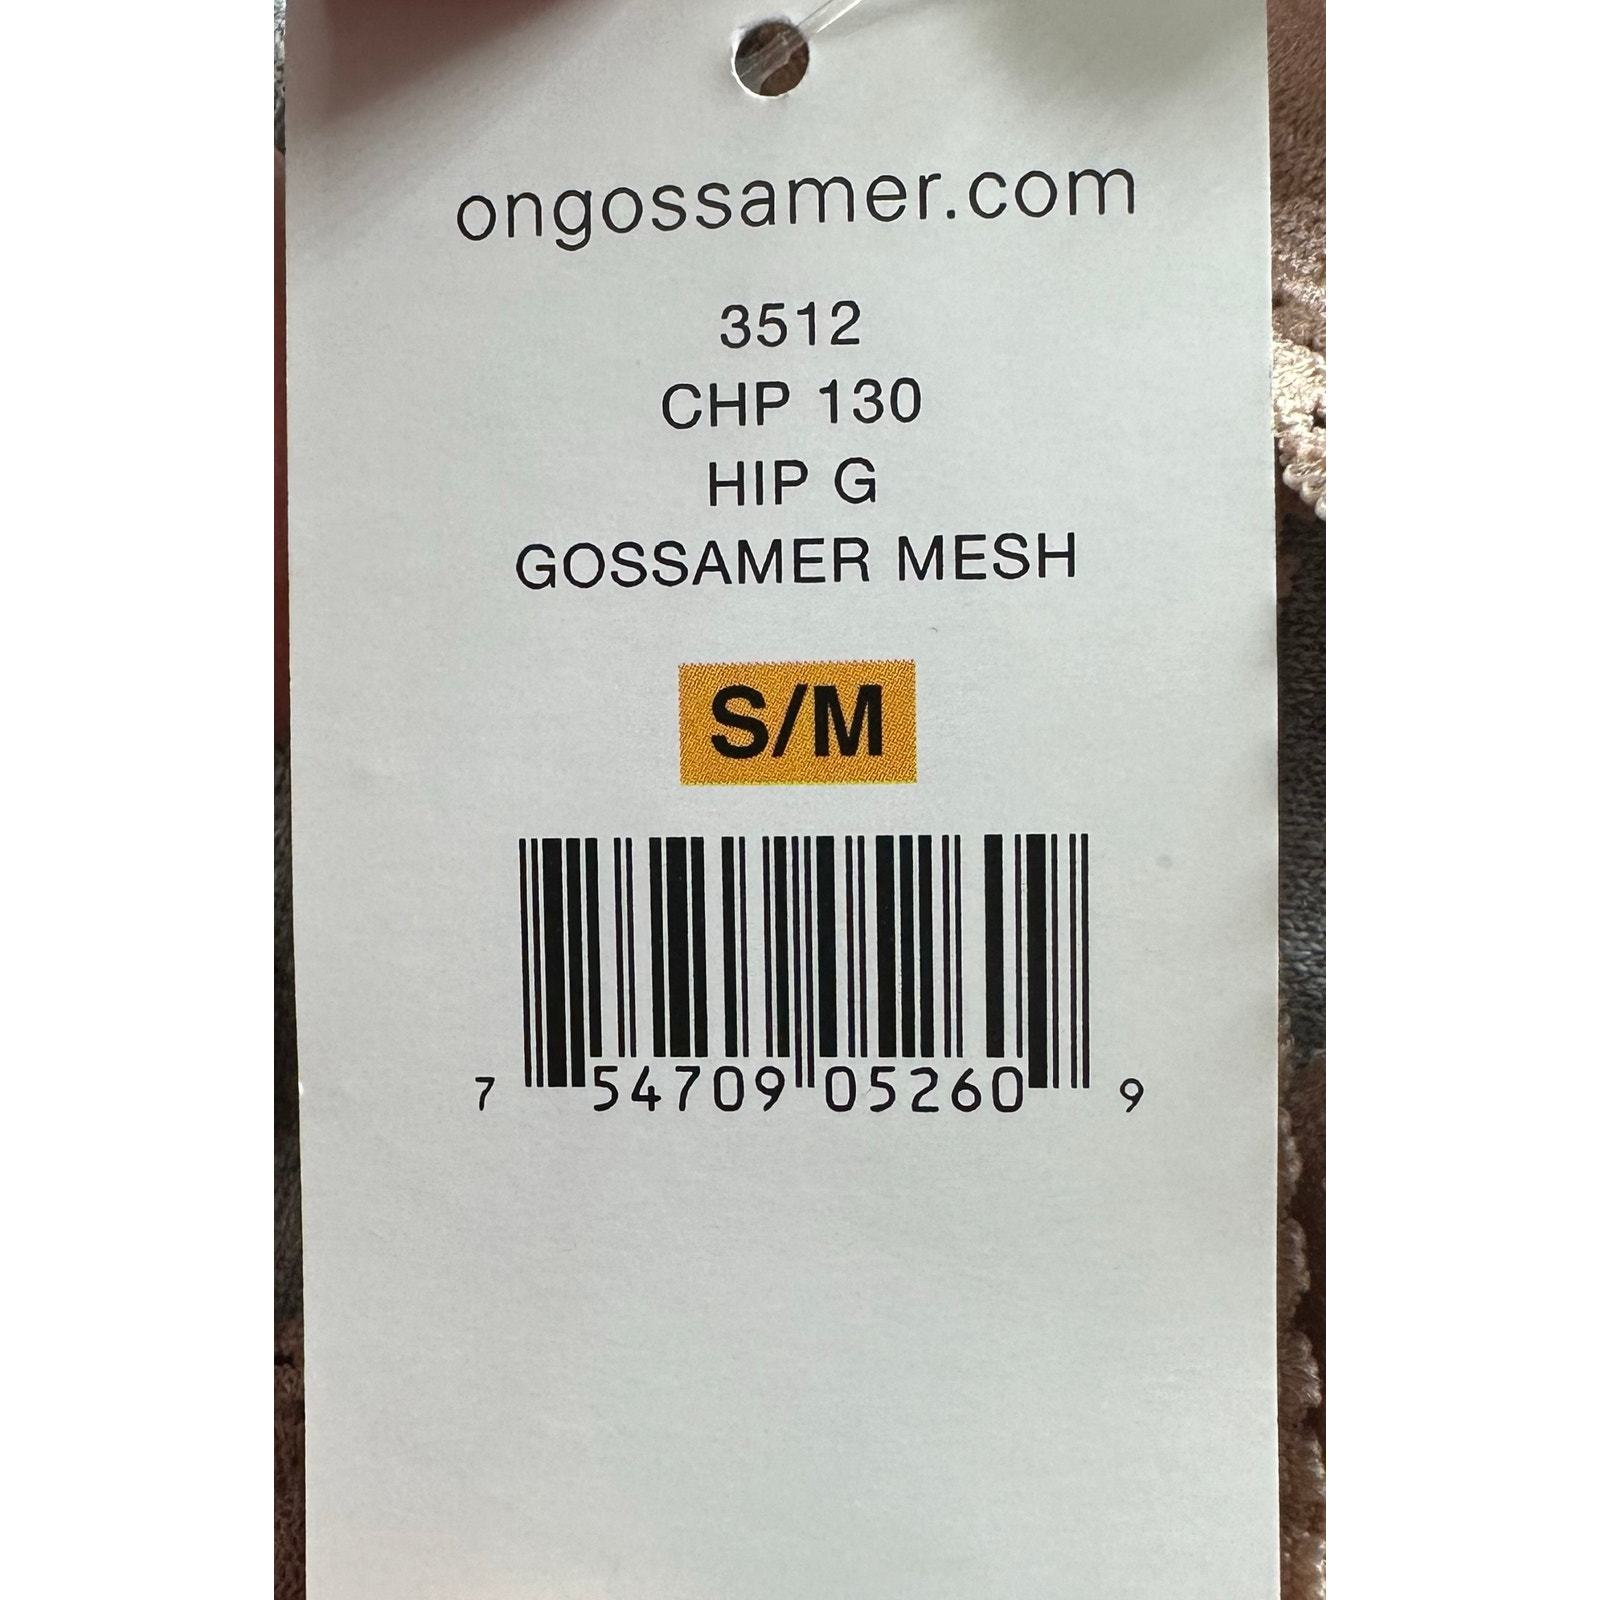 ongossamer.com
3512
CHP 130
HIP G
GOSSAMER MESH
S/M
7 54709 05260 9